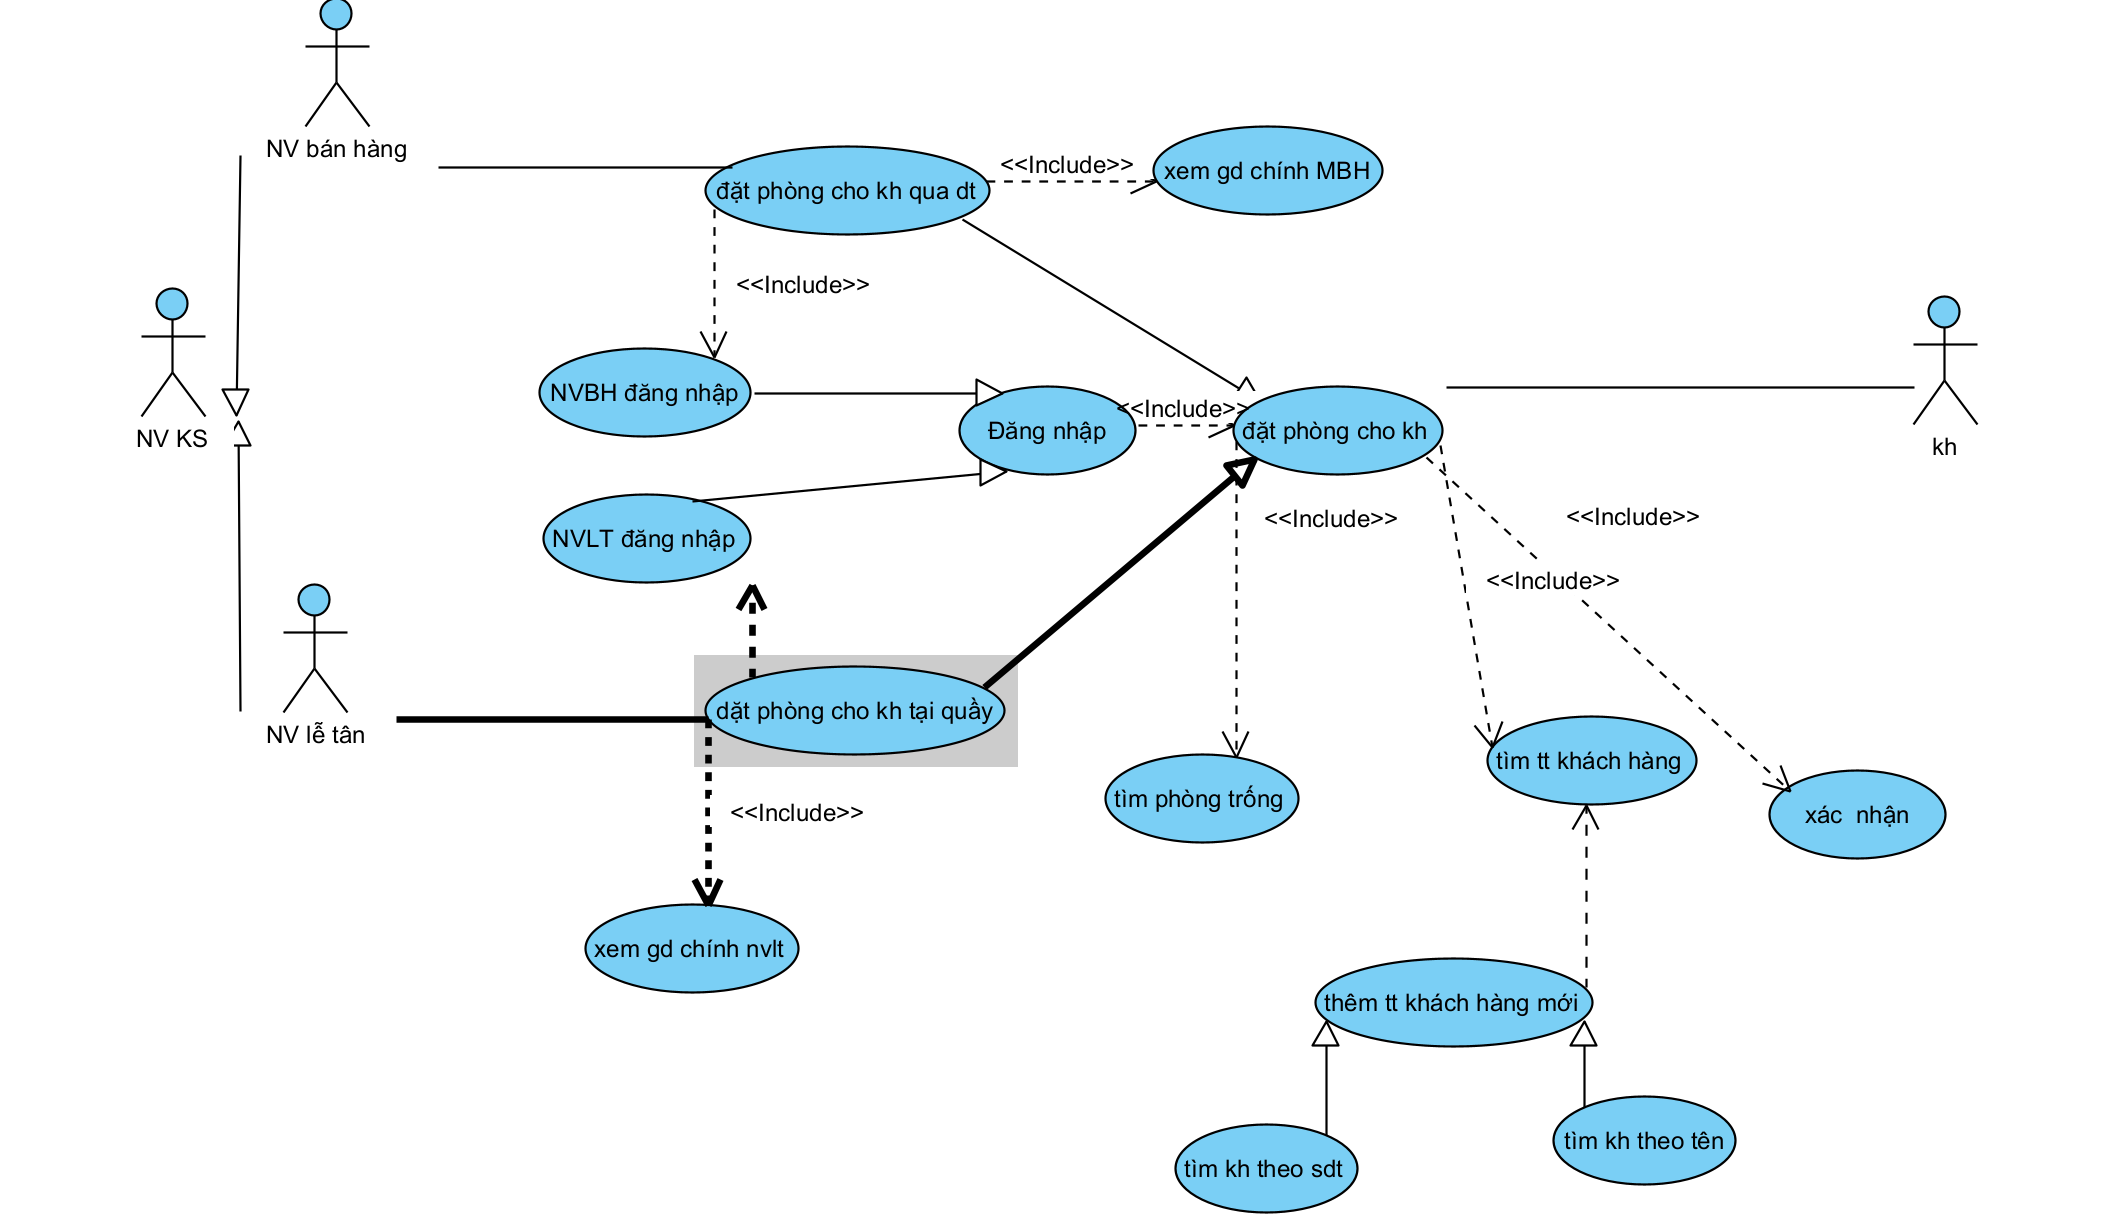 NV bán hàng
<<Include>>
xem gd chính MBH
đặt phòng cho kh qua dt
<<Include>>
NVBH đăng nhập
Đăng nhập
<<Include>>
đặt phòng cho kh
NV KS
kh
<<Include>>
<<Include>>
NVLT đăng nhập
<<Include>>
dặt phòng cho kh tại quầy
NV lễ tân
tìm tt khách hàng
tìm phòng trống
<<Include>>
xác nhận
xem gd chính nvlt
thêm tt khách hàng mới
tìm kh theo tên
tìm kh theo sdt